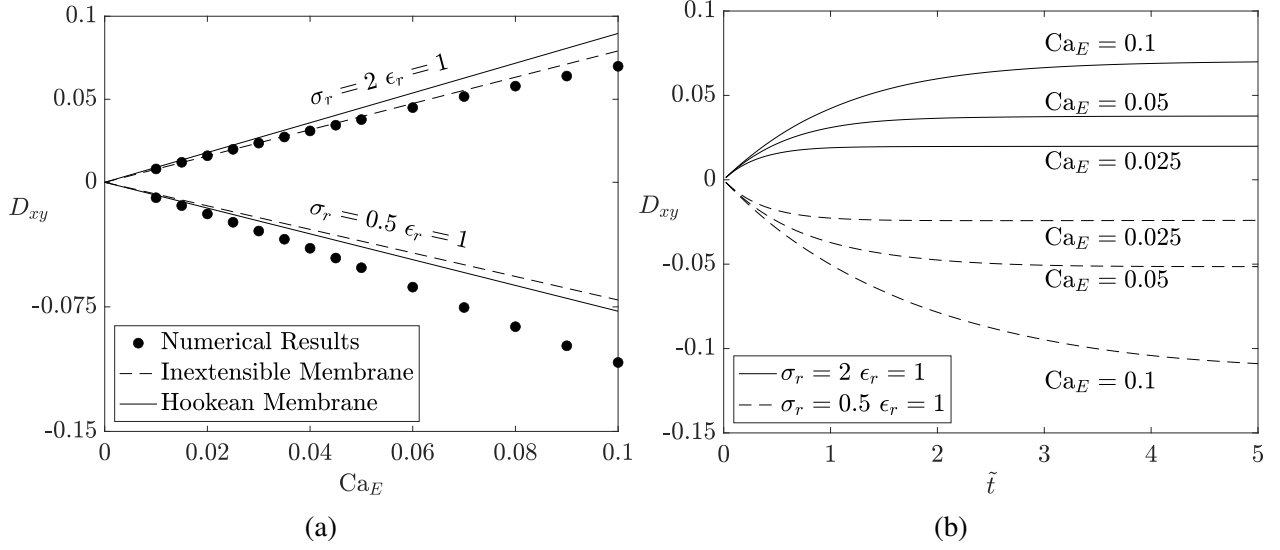 0.1
0.05
0
-0.075
-0.15
D_{xy}
σ_r = 2 ϵ_r = 1
σ_r = 0.5 ϵ_r = 1
Numerical Results
Inextensible Membrane
Hookean Membrane
0 0.02 0.04 0.06 0.08 0.1
Ca_E
(a)
0.1
0.05
0
-0.05
-0.1
-0.15
D_{xy}
Ca_E = 0.1
Ca_E = 0.05
Ca_E = 0.025
Ca_E = 0.025
Ca_E = 0.05
Ca_E = 0.1
σ_r = 2 ϵ_r = 1
σ_r = 0.5 ϵ_r = 1
0 1 2 3 4 5
t̃
(b)